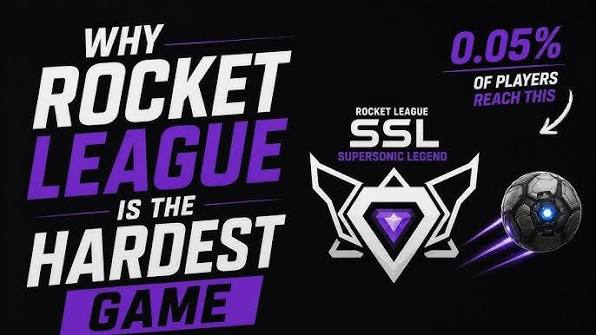 WHY
ROCKET
LEAGUE
IS THE
HARDEST
GAME
0.05%
OF PLAYERS
REACH THIS
ROCKET LEAGUE
SSL
SUPERSONIC LEGEND